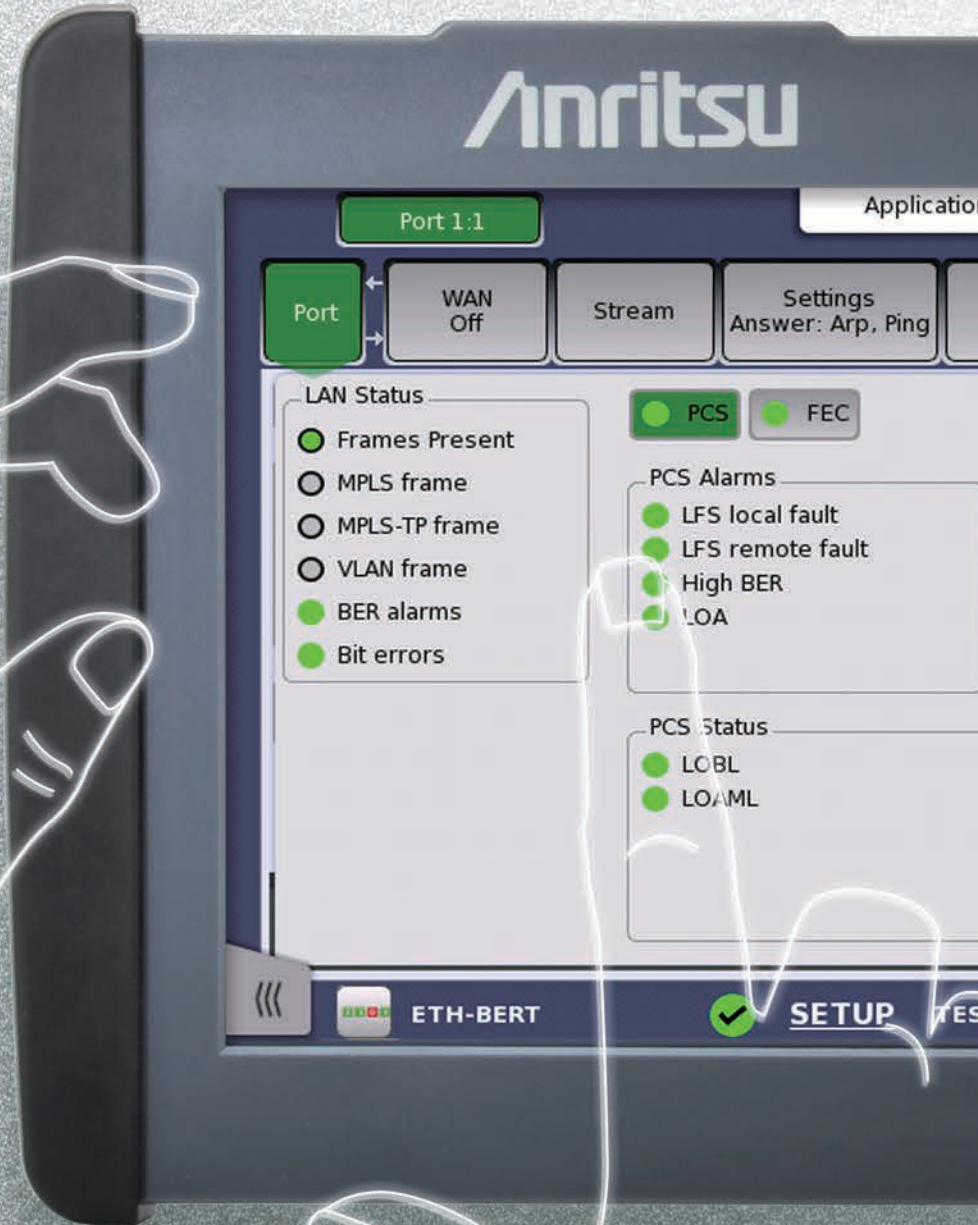 Anritsu
Port 1:1
Port
WAN
Off
Stream
Settings
Answer: Arp, Ping
LAN Status
Frames Present
MPLS frame
MPLS-TP frame
VLAN frame
BER alarms
Bit errors
PCS
FEC
PCS Alarms
LFS local fault
LFS remote fault
High BER
LOA
PCS Status
LOBL
LOAML
ETH-BERT
SETUP